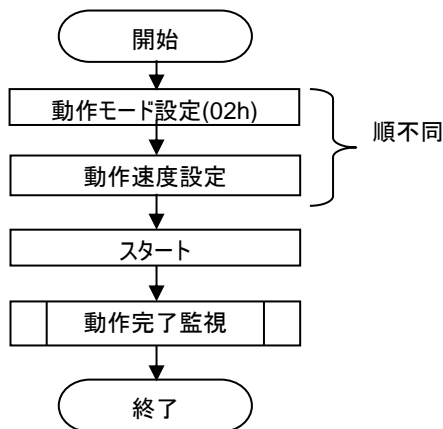 開始
動作モード設定(02h)
順不同
動作速度設定
スタート
動作完了監視
終了